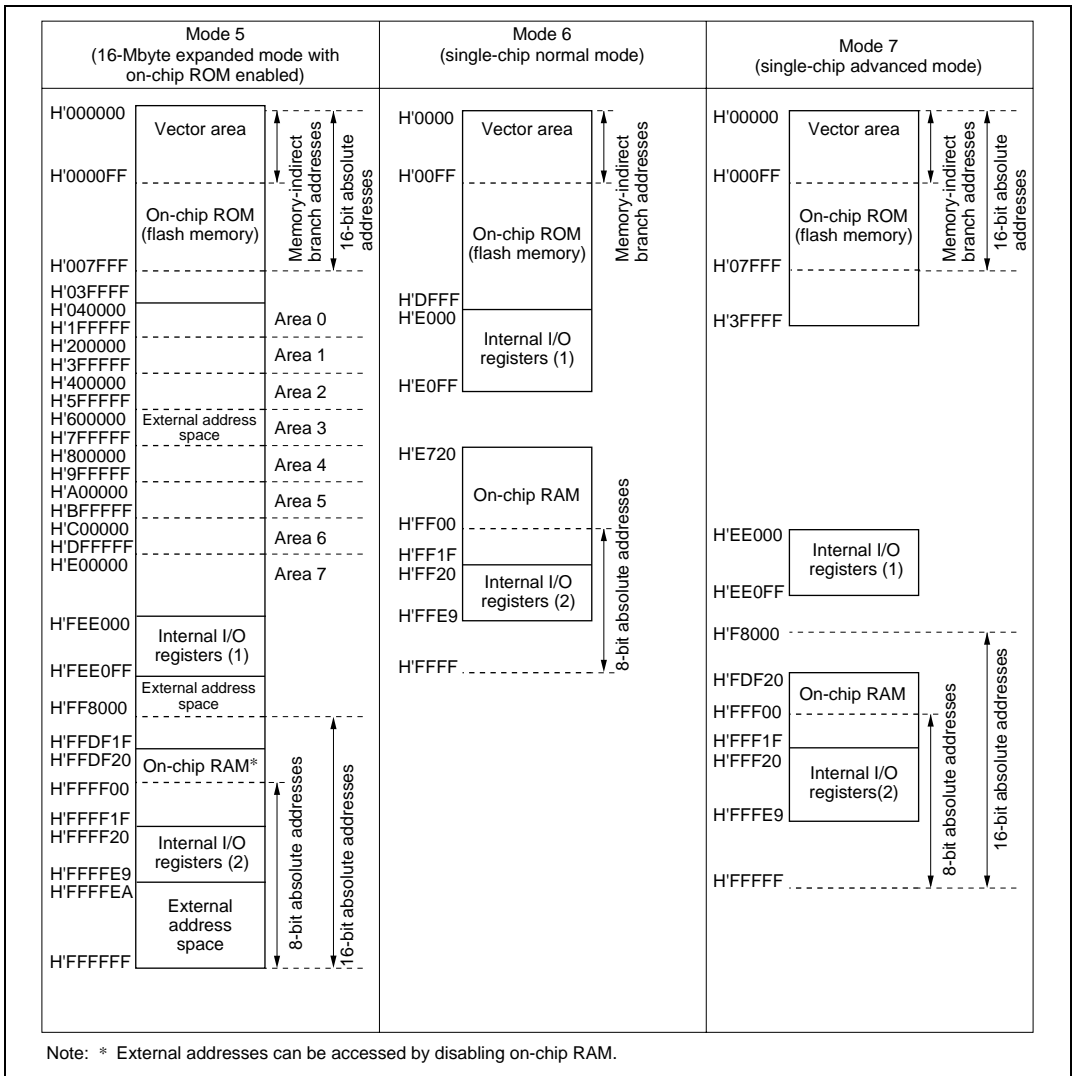 Mode 5
(16-Mbyte expanded mode with
on-chip ROM enabled)
H'000000
Vector area
H'0000FF
On-chip ROM
(flash memory)
H'007FFF
H'03FFFF
H'040000
H'1FFFFF
H'200000
H'3FFFFF
H'400000
H'5FFFFF
H'600000
H'7FFFFF
H'800000
H'9FFFFF
H'A00000
H'BFFFFF
H'C00000
H'DFFFFF
H'E00000
External address
space
Area 0
Area 1
Area 2
Area 3
Area 4
Area 5
Area 6
Area 7
Memory-indirect
branch addresses
16-bit absolute
addresses
H'FEE000
Internal I/O
registers (1)
H'FEE0FF
External address
space
H'FF8000
H'FFDF1F
H'FFDF20
On-chip RAM*
H'FFFF00
H'FFFF1F
H'FFFF20
Internal I/O
registers (2)
H'FFFFE9
H'FFFFEA
External
address
space
H'FFFFFF
8-bit absolute addresses
16-bit absolute addresses
Mode 6
(single-chip normal mode)
H'0000
Vector area
H'00FF
On-chip ROM
(flash memory)
Memory-indirect
branch addresses
H'DFFF
H'E000
Internal I/O
registers (1)
H'E0FF
H'E720
On-chip RAM
H'FF00
H'FF1F
H'FF20
Internal I/O
registers (2)
H'FFE9
H'FFFF
8-bit absolute addresses
Mode 7
(single-chip advanced mode)
H'00000
Vector area
H'000FF
On-chip ROM
(flash memory)
H'07FFF
H'3FFFF
Memory-indirect
branch addresses
16-bit absolute
addresses
H'EE000
Internal I/O
registers (1)
H'EE0FF
H'F8000
H'FDF20
On-chip RAM
H'FFF00
H'FFF1F
H'FFF20
Internal I/O
registers(2)
H'FFFE9
H'FFFFF
8-bit absolute addresses
16-bit absolute addresses
Note: * External addresses can be accessed by disabling on-chip RAM.